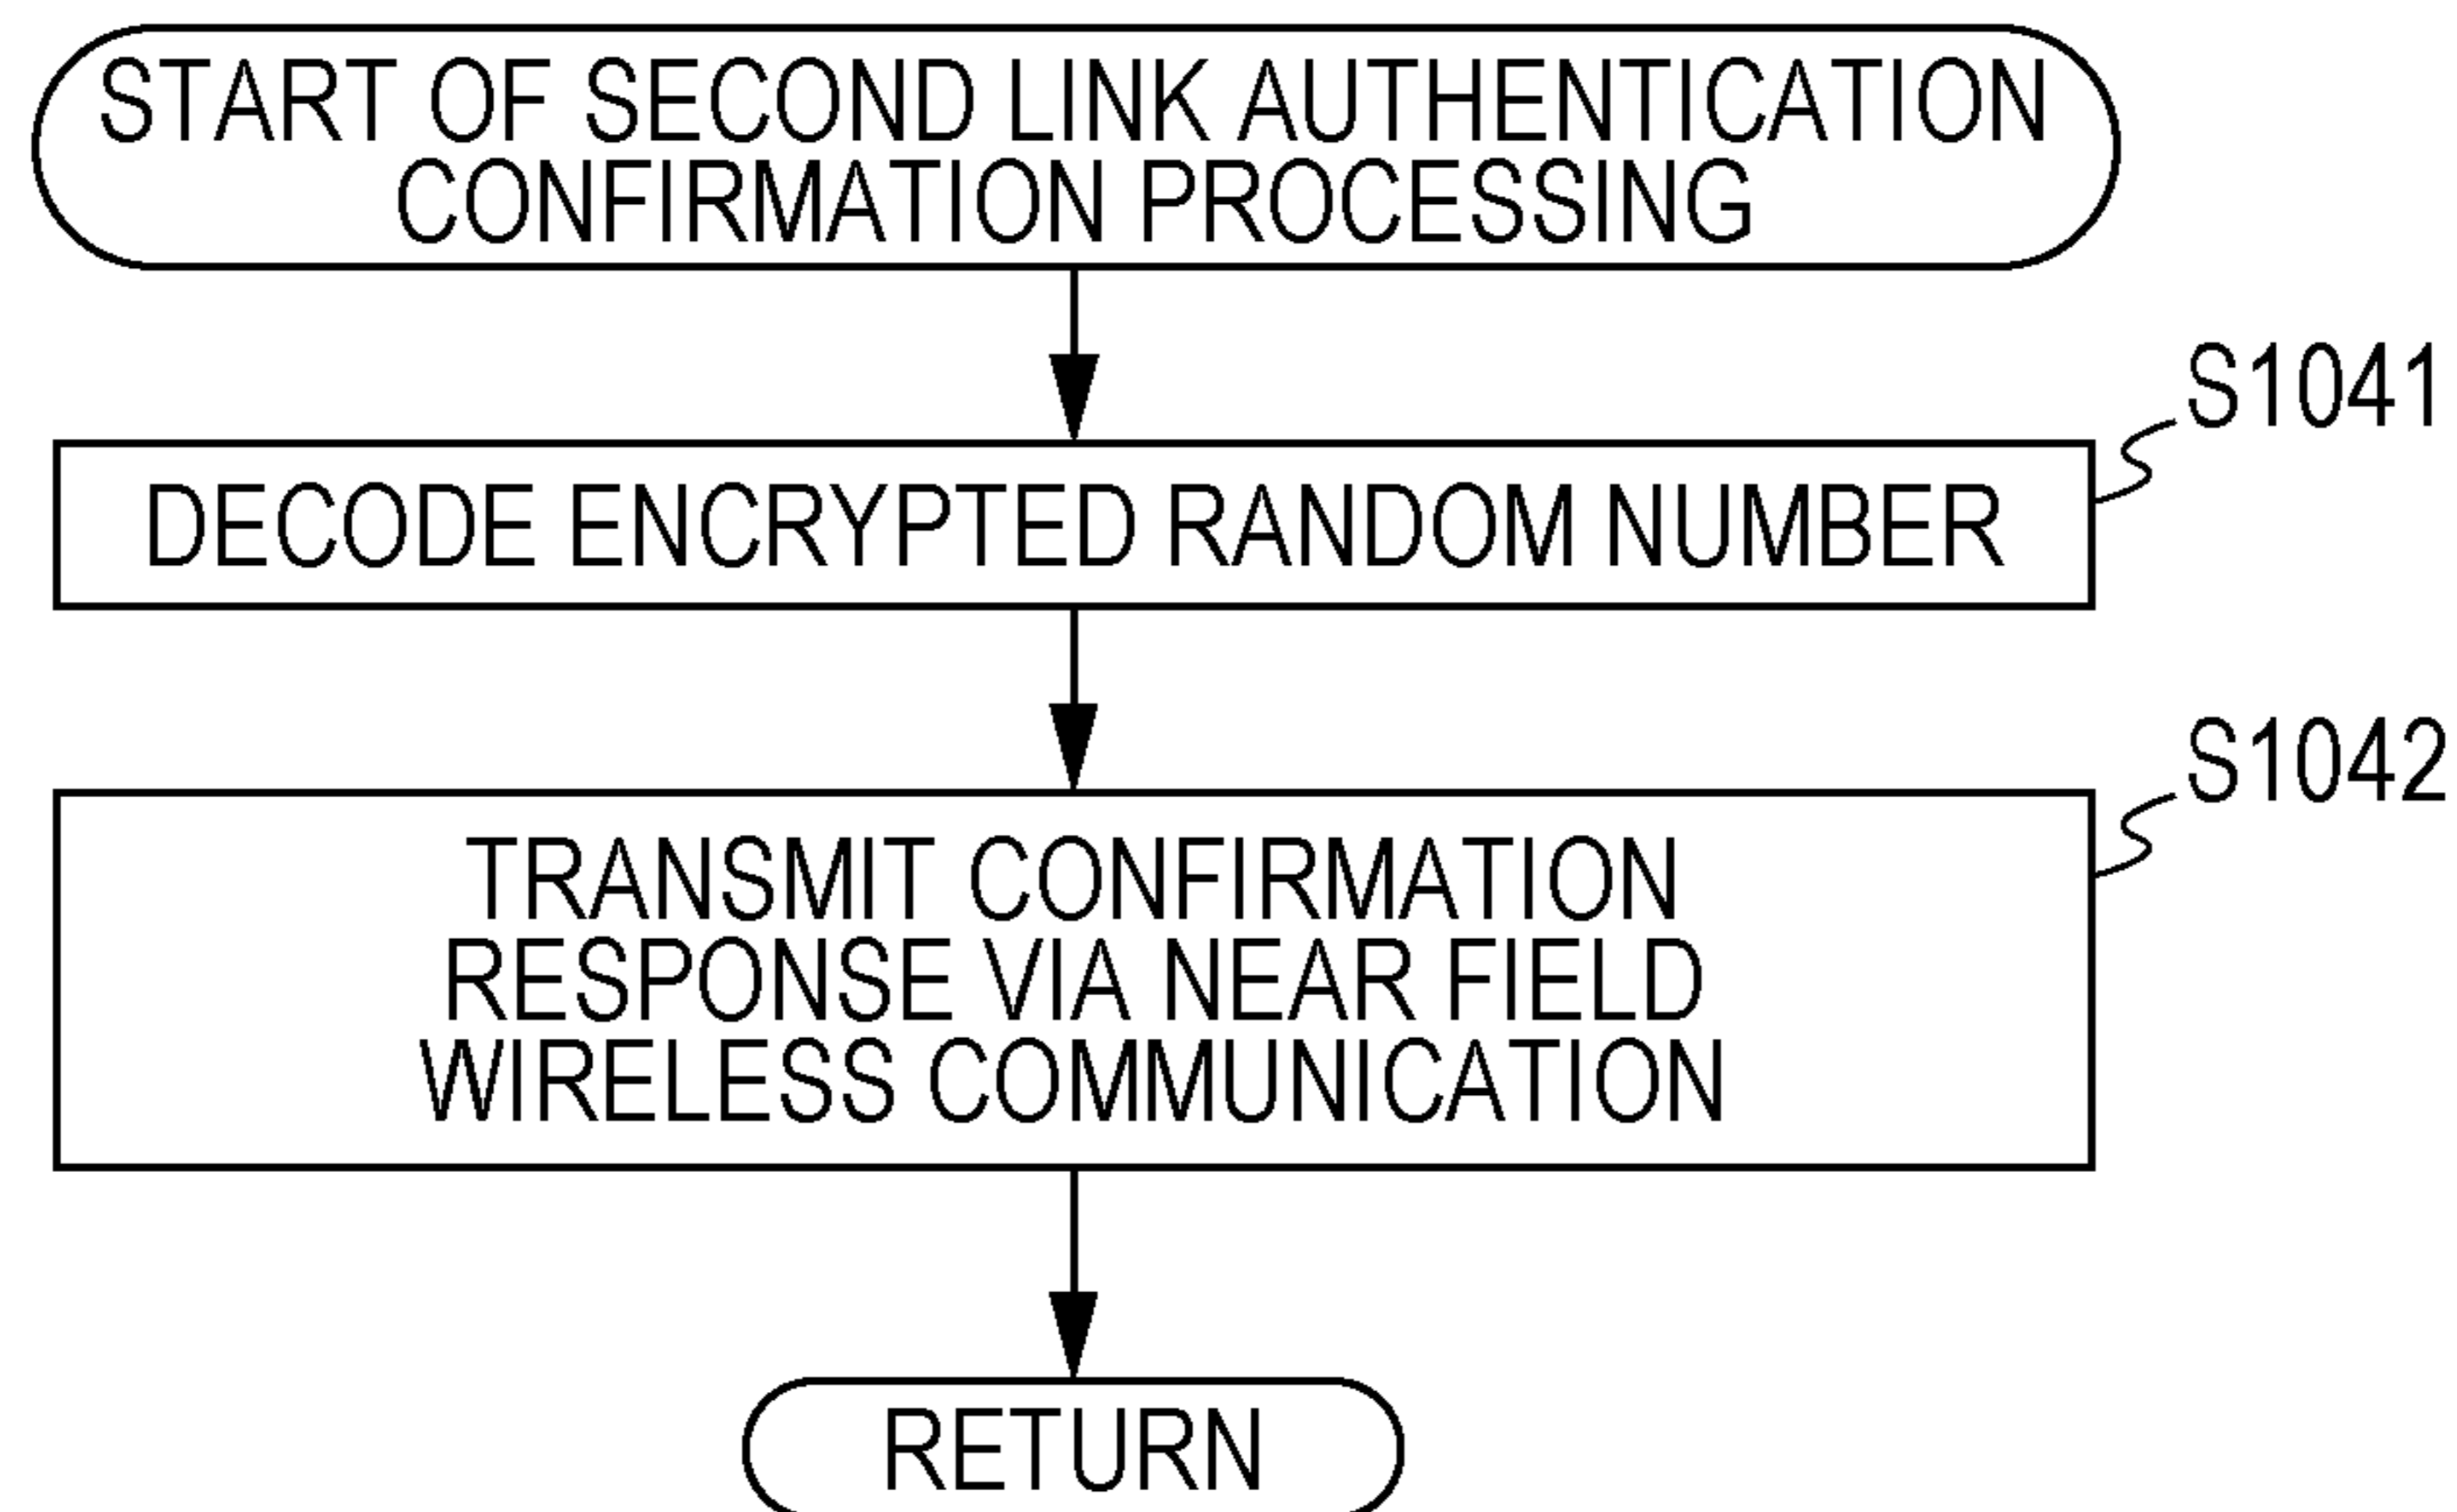 START OF SECOND LINK AUTHENTICATION
CONFIRMATION PROCESSING
S1041
DECODE ENCRYPTED RANDOM NUMBER
S1042
TRANSMIT CONFIRMATION
RESPONSE VIA NEAR FIELD
WIRELESS COMMUNICATION
RETURN